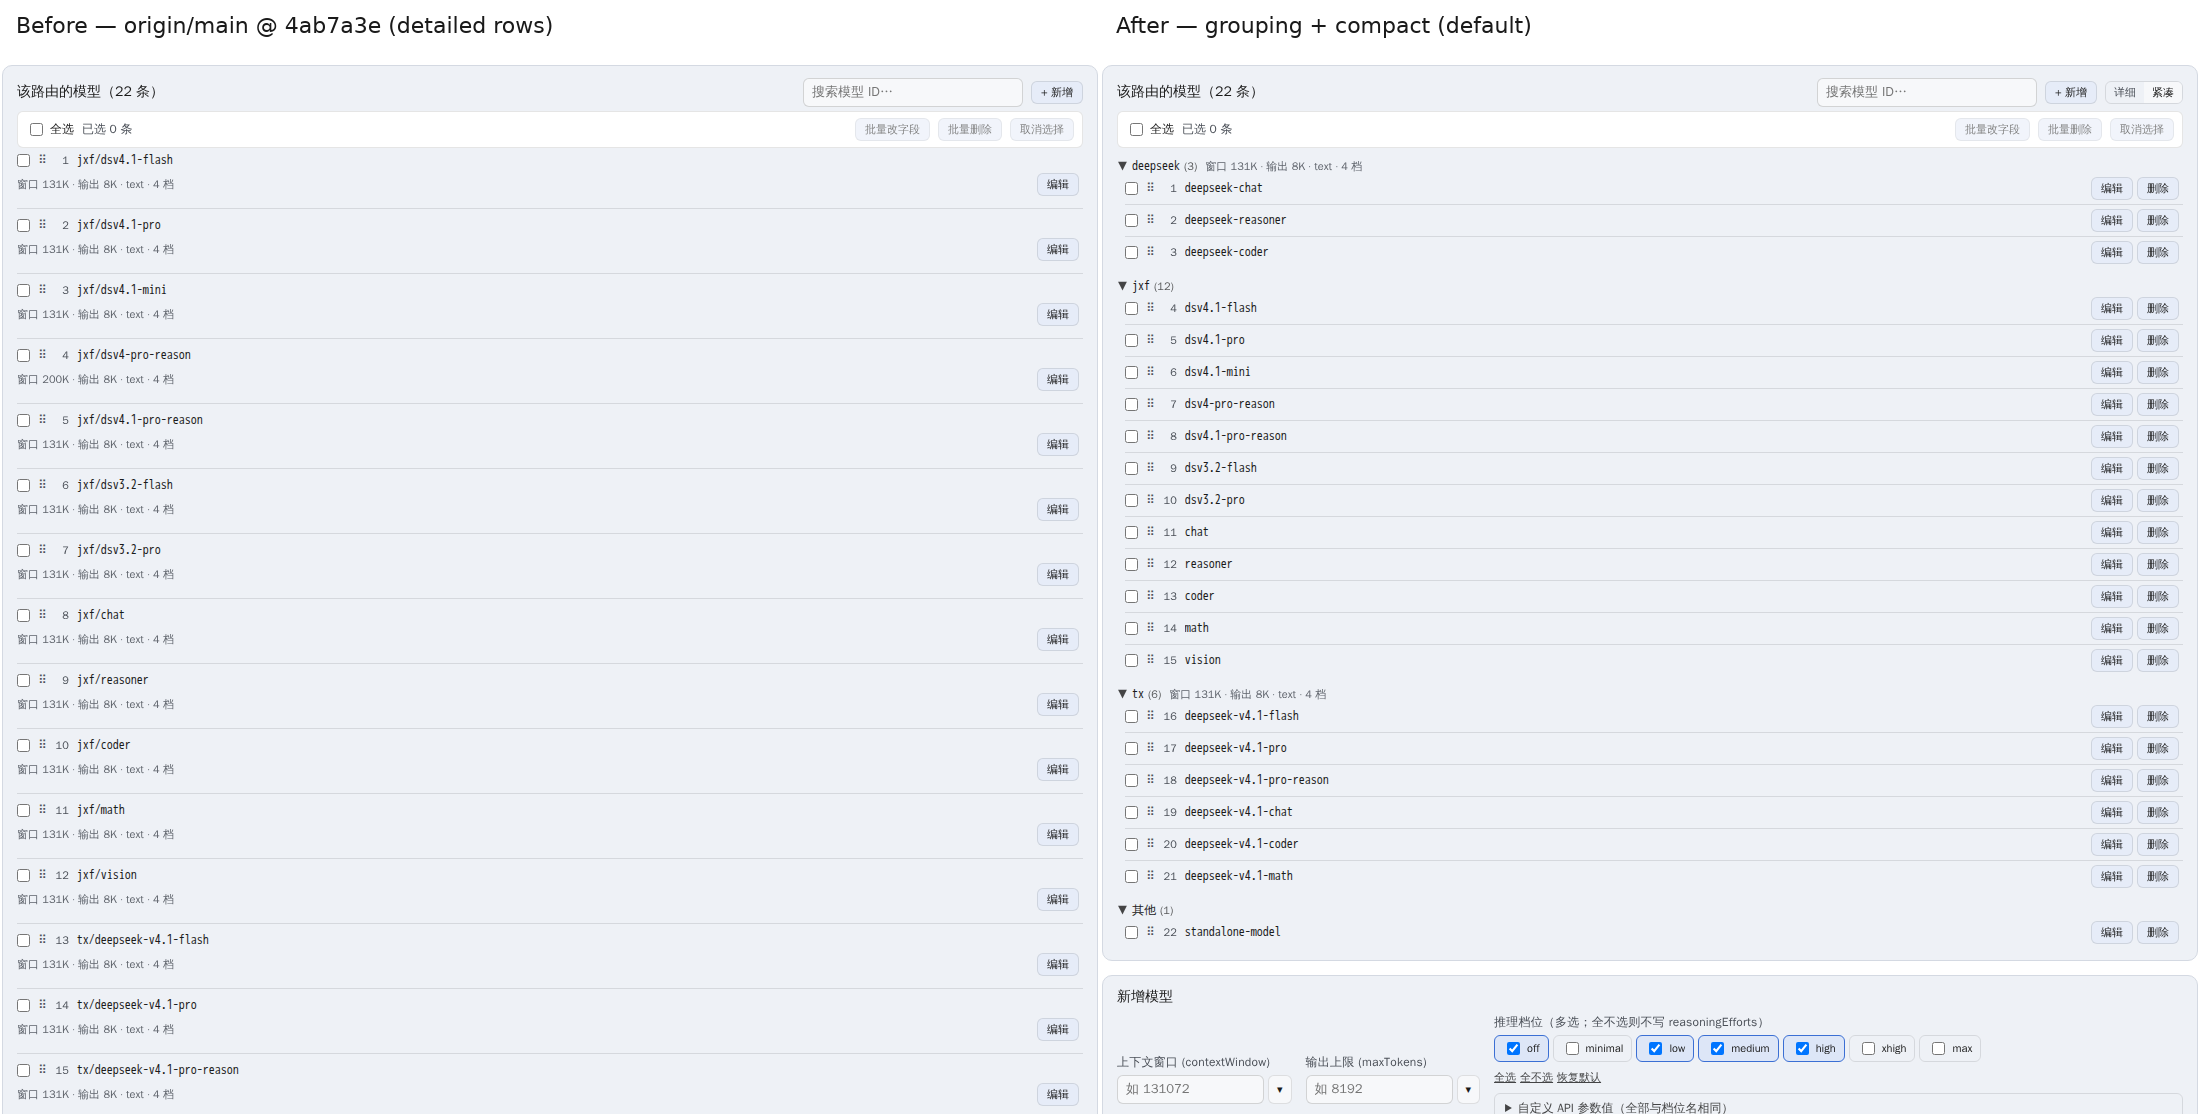 Before — origin/main @ 4ab7a3e (detailed rows)
该路由的模型（22 条）
搜索模型 ID…
+ 新增
全选 已选 0 条
批量改字段
批量删除
取消选择
1 jxf/dsv4.1-flash
窗口 131K · 输出 8K · text · 4 档
编辑
2 jxf/dsv4.1-pro
窗口 131K · 输出 8K · text · 4 档
编辑
3 jxf/dsv4.1-mini
窗口 131K · 输出 8K · text · 4 档
编辑
4 jxf/dsv4-pro-reason
窗口 200K · 输出 8K · text · 4 档
编辑
5 jxf/dsv4.1-pro-reason
窗口 131K · 输出 8K · text · 4 档
编辑
6 jxf/dsv3.2-flash
窗口 131K · 输出 8K · text · 4 档
编辑
7 jxf/dsv3.2-pro
窗口 131K · 输出 8K · text · 4 档
编辑
8 jxf/chat
窗口 131K · 输出 8K · text · 4 档
编辑
9 jxf/reasoner
窗口 131K · 输出 8K · text · 4 档
编辑
10 jxf/coder
窗口 131K · 输出 8K · text · 4 档
编辑
11 jxf/math
窗口 131K · 输出 8K · text · 4 档
编辑
12 jxf/vision
窗口 131K · 输出 8K · text · 4 档
编辑
13 tx/deepseek-v4.1-flash
窗口 131K · 输出 8K · text · 4 档
编辑
14 tx/deepseek-v4.1-pro
窗口 131K · 输出 8K · text · 4 档
编辑
15 tx/deepseek-v4.1-pro-reason
窗口 131K · 输出 8K · text · 4 档
编辑
After — grouping + compact (default)
该路由的模型（22 条）
搜索模型 ID…
+ 新增
详细 紧凑
全选 已选 0 条
批量改字段
批量删除
取消选择
▼ deepseek (3) 窗口 131K · 输出 8K · text · 4 档
1 deepseek-chat 编辑 删除
2 deepseek-reasoner 编辑 删除
3 deepseek-coder 编辑 删除
▼ jxf (12)
4 dsv4.1-flash 编辑 删除
5 dsv4.1-pro 编辑 删除
6 dsv4.1-mini 编辑 删除
7 dsv4-pro-reason 编辑 删除
8 dsv4.1-pro-reason 编辑 删除
9 dsv3.2-flash 编辑 删除
10 dsv3.2-pro 编辑 删除
11 chat 编辑 删除
12 reasoner 编辑 删除
13 coder 编辑 删除
14 math 编辑 删除
15 vision 编辑 删除
▼ tx (6) 窗口 131K · 输出 8K · text · 4 档
16 deepseek-v4.1-flash 编辑 删除
17 deepseek-v4.1-pro 编辑 删除
18 deepseek-v4.1-pro-reason 编辑 删除
19 deepseek-v4.1-chat 编辑 删除
20 deepseek-v4.1-coder 编辑 删除
21 deepseek-v4.1-math 编辑 删除
▼ 其他 (1)
22 standalone-model 编辑 删除
新增模型
上下文窗口 (contextWindow)
如 131072
输出上限 (maxTokens)
如 8192
推理档位（多选；全不选则不写 reasoningEfforts）
off minimal low medium high xhigh max
全选 全不选 恢复默认
▶ 自定义 API 参数值（全部与档位名相同）